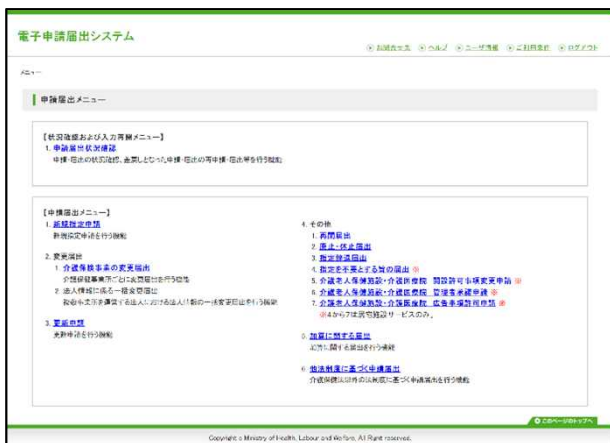 電子申請届出システム
お問合せ先 ヘルプ ユーザ情報 ご利用条件 ログアウト
メニュー
申請届出メニュー
【状況確認および入力再開メニュー】
1. 申請届出状況確認
申請・届出の状況確認、差戻しとなった申請・届出の再申請・届出等を行う機能
【申請届出メニュー】
1. 新規指定申請
新規指定申請を行う機能
2. 変更届出
1. 介護保険事業の変更届出
介護保険事業所ごとに変更届出を行う機能
2. 法人情報に係る一括変更届出
複数事業所を運営する法人における法人情報の一括変更届出を行う機能
3. 更新申請
更新申請を行う機能
4. その他
1. 再開届出
2. 廃止・休止届出
3. 指定辞退届出
4. 指定を不要とする旨の届出 ※
5. 介護老人保健施設・介護医療院 開設許可事項変更申請 ※
6. 介護老人保健施設・介護医療院 管理者承認申請 ※
7. 介護老人保健施設・介護医療院 広告事項許可申請 ※
※4から7は居宅施設サービスのみ。
5. 加算に関する届出
加算に関する届出を行う機能
6. 他法制度に基づく申請届出
介護保険法以外の法制度に基づく申請届出を行う機能
このページのトップへ
Copyright © Ministry of Health, Labour and Welfare, All Right reserved.